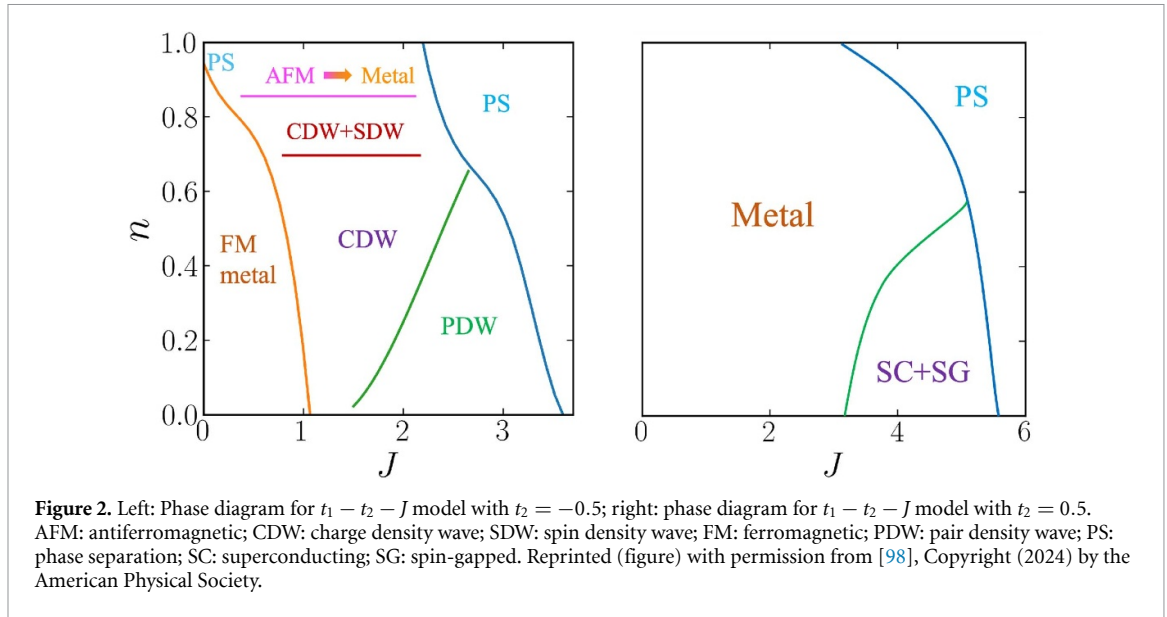 1.0
PS
AFM
Metal
PS
0.8
CDW+SDW
0.6
n
CDW
FM
metal
0.4
PDW
0.2
0.0
0
1
2
3
J
PS
Metal
SC+SG
0
2
4
6
J
Figure 2. Left: Phase diagram for t₁ − t₂ − J model with t₂ = −0.5; right: phase diagram for t₁ − t₂ − J model with t₂ = 0.5.
AFM: antiferromagnetic; CDW: charge density wave; SDW: spin density wave; FM: ferromagnetic; PDW: pair density wave; PS:
phase separation; SC: superconducting; SG: spin-gapped. Reprinted (figure) with permission from [98], Copyright (2024) by the
American Physical Society.